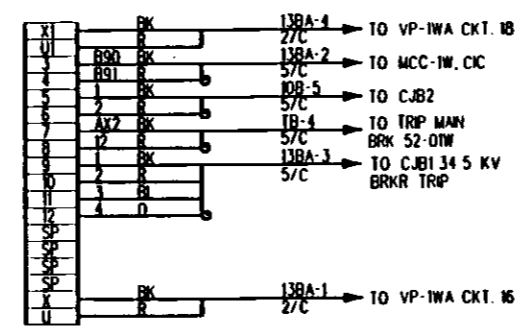 X1 BK 13BA-4 TO VP-1WA CKT. 18
U1 R 2/C
3 B90 BK 13BA-2 TO MCC-1W, CIC
4 B91 R 5/C
5 1 BK 10B-5 TO CJB2
6 2 R 5/C
7 AX2 BK TB-4 TO TRIP MAIN
8 12 R 5/C BRK 52-01W
9 1 BK 13BA-3 TO CJB1 34 5 KV
10 2 R 5/C BRKR TRIP
11 3 BL
12 4 O
SP
SP
SP
SP
X BK 13BA-1 TO VP-1WA CKT. 16
U R 2/C